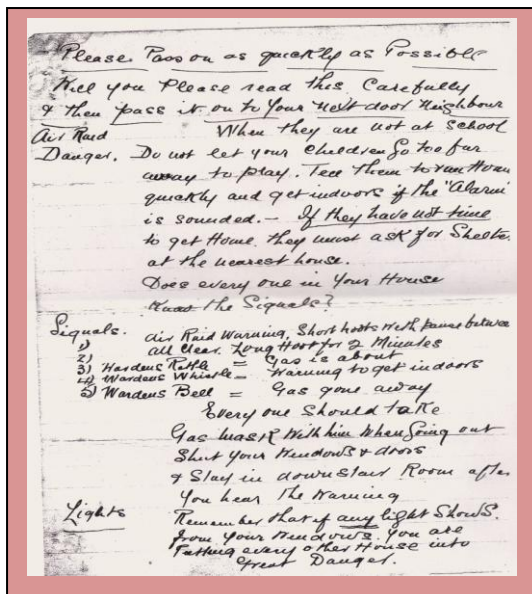 Please Pass on as quickly as Possible
Will you Please read this Carefully
& then pass it on to Your next door Neighbour
Air Raid When they are not at school
Danger. Do not let your children Go too far
away to play. Tell them to run Home
quickly and get indoors if the "Alarm
is sounded. - If they have not time
to get Home. they must ask for Shelter
at the nearest house.
Does every one in Your House
Know the Signals?
Signals.
1) Air Raid Warning, Short hoots With Pause between
2) all Clear. Long Hoot for 2 Minutes
3) Wardens Rattle = Gas is about
4) Wardens Whistle = Warning to get indoors
5) Wardens Bell = Gas gone away
Every one Should take
Gas mask With him When Going out
Shut Your Windows & doors
& Stay in downstair Room after
You hear The Warning
Lights Remember that if any light Shows.
from Your Windows. You are
Putting every other House into
Great Danger.